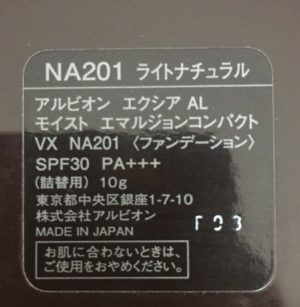 NA201 ライトナチュラル
アルビオン エクシア AL
モイスト エマルジョンコンパクト
VX NA201 〈ファンデーション〉
SPF30 PA+++
(詰替用) 10g
東京都中央区銀座1-7-10
株式会社アルビオン
MADE IN JAPAN
お肌に合わないときは、
ご使用をおやめください。